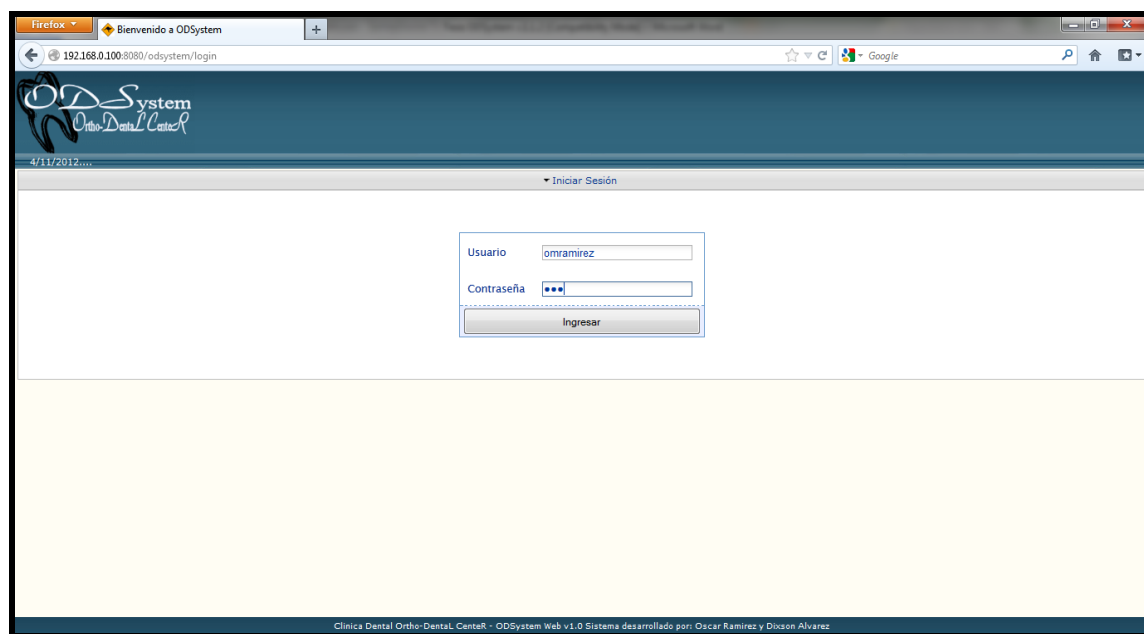 Firefox
Bienvenido a ODSystem
192.168.0.100:8080/odsystem/login
Google
ODSystem
Ortho-DentaL CenteR
4/11/2012....
Iniciar Sesión
Usuario omramirez
Contraseña
Ingresar
Clinica Dental Ortho-DentaL CenteR - ODSystem Web v1.0 Sistema desarrollado por: Oscar Ramirez y Dixson Alvarez